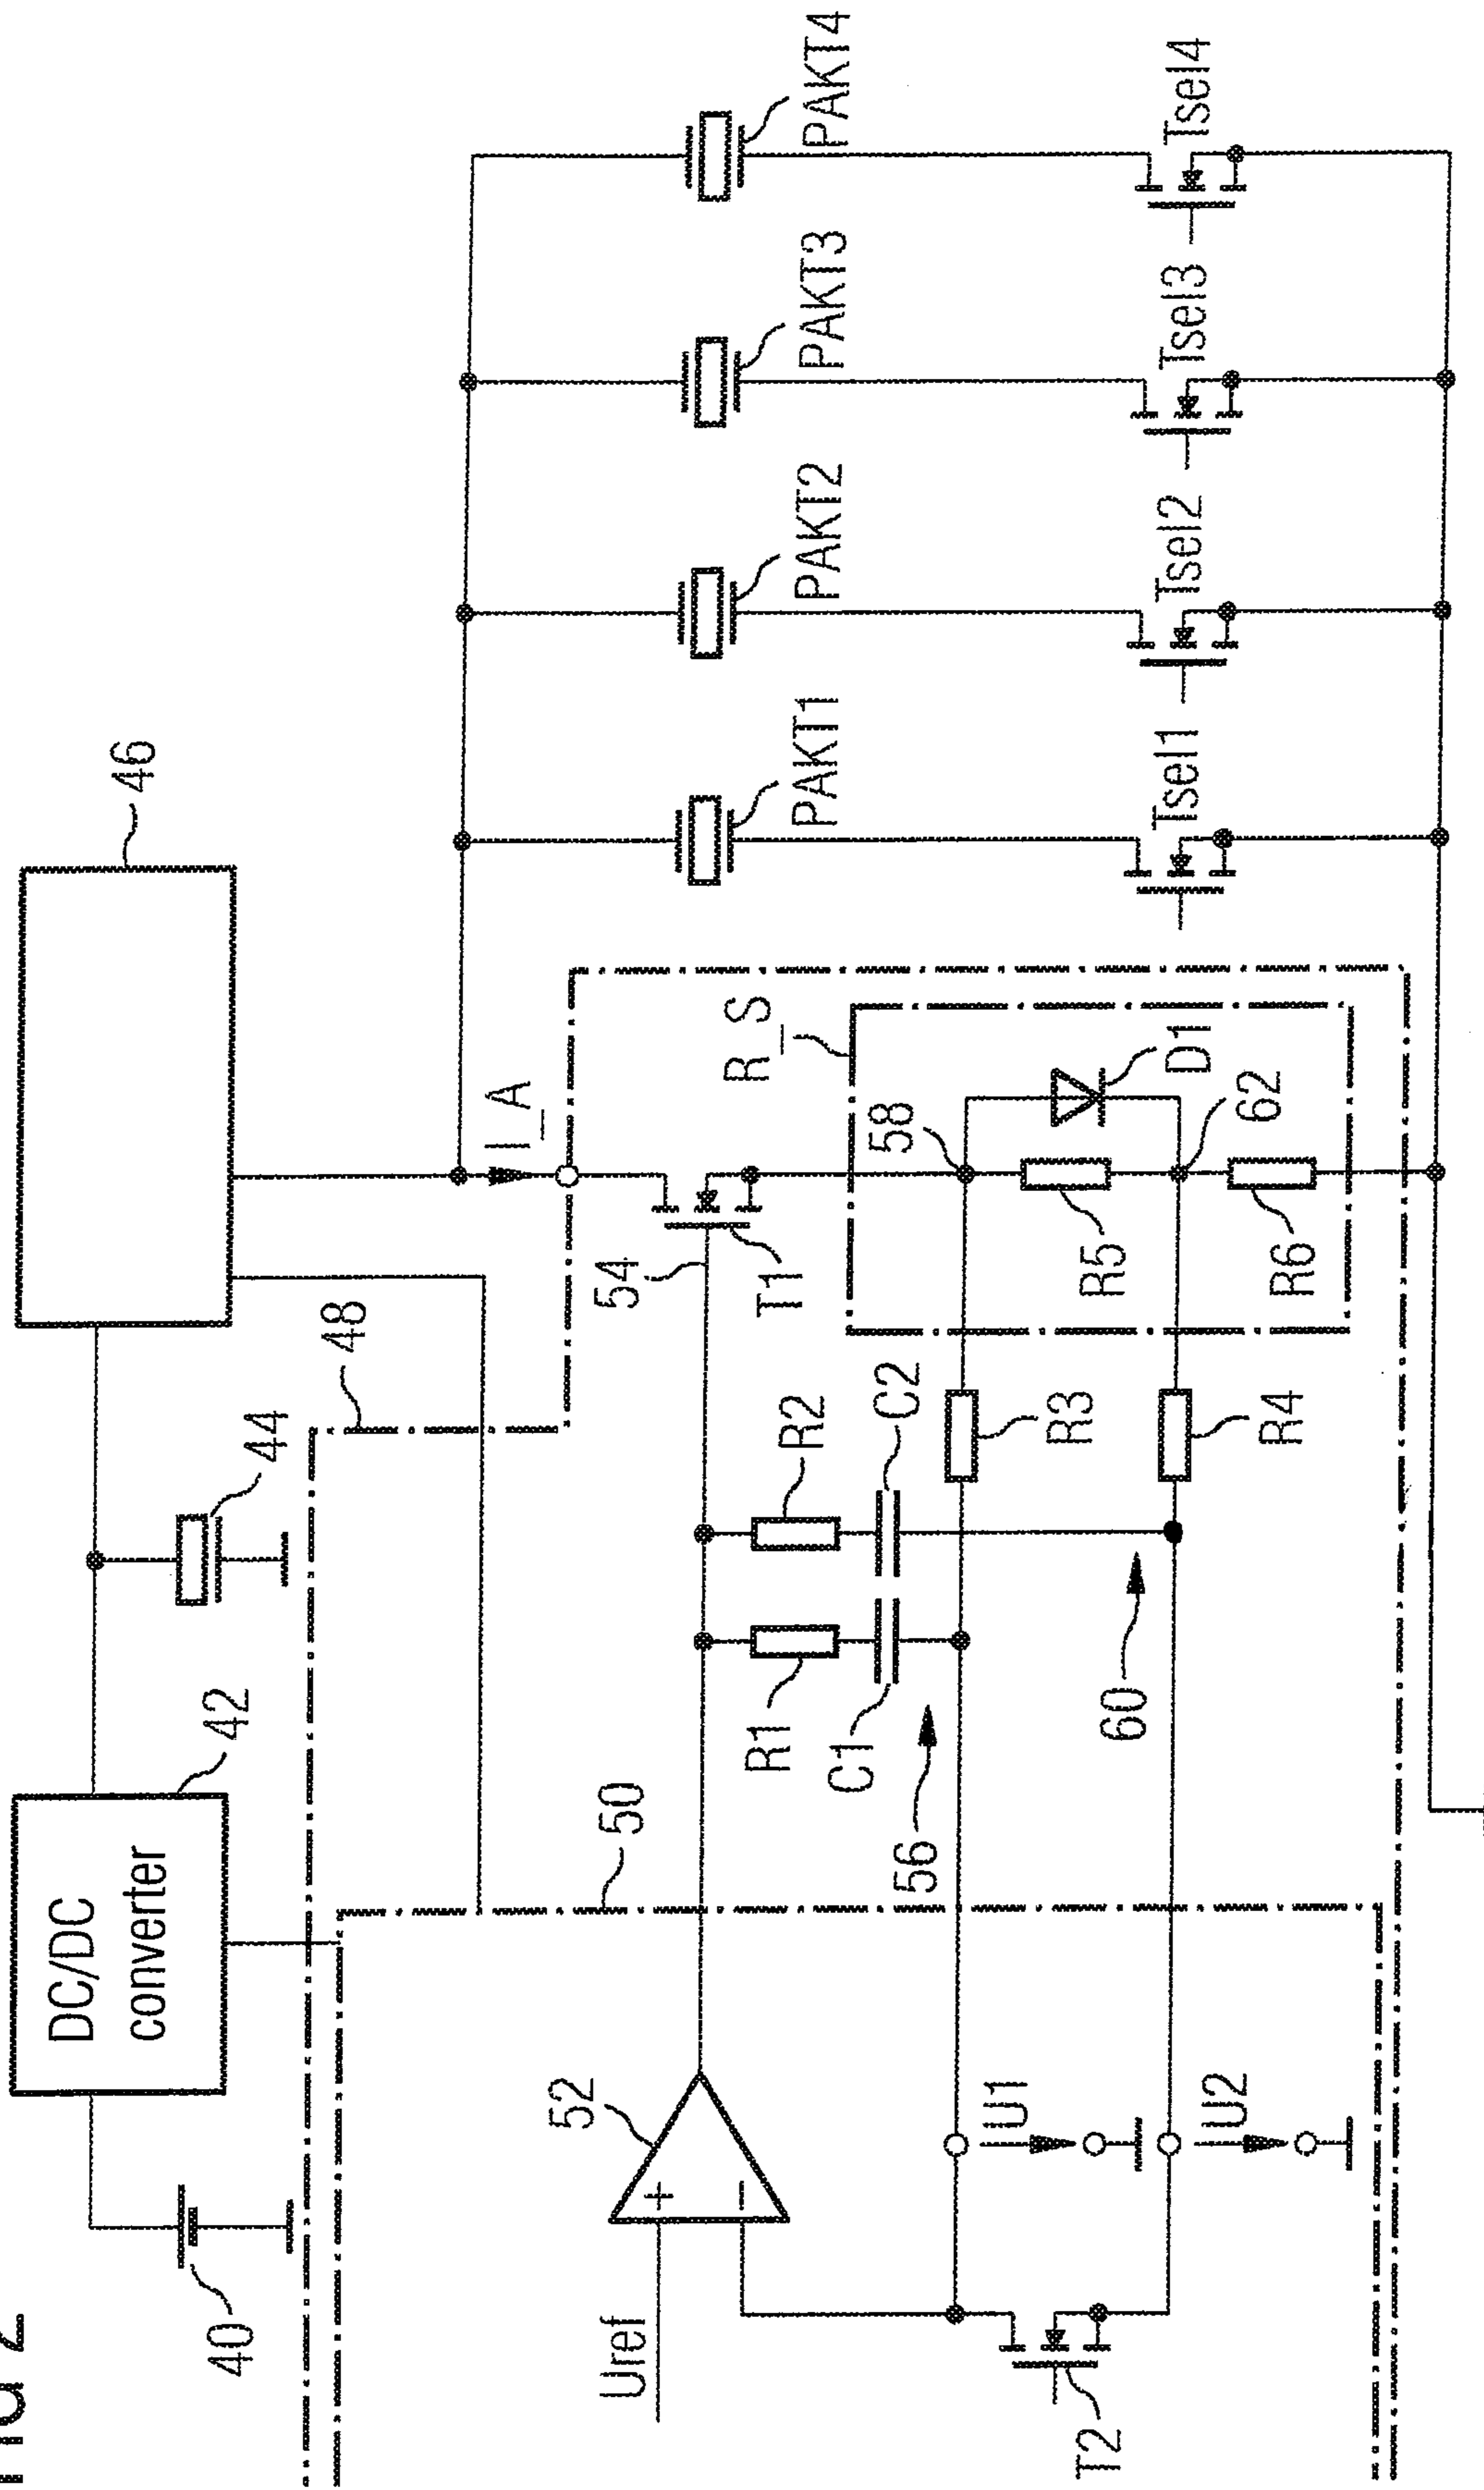 DC/DC
converter
42
40
44
46
48
50
52
Uref
54
T1
I_A
R_S
58
R1
R2
C1
C2
56
60
R3
R4
R5
R6
D1
62
U1
U2
T2
PAKT1
PAKT2
PAKT3
PAKT4
Tsel1
Tsel2
Tsel3
Tsel4